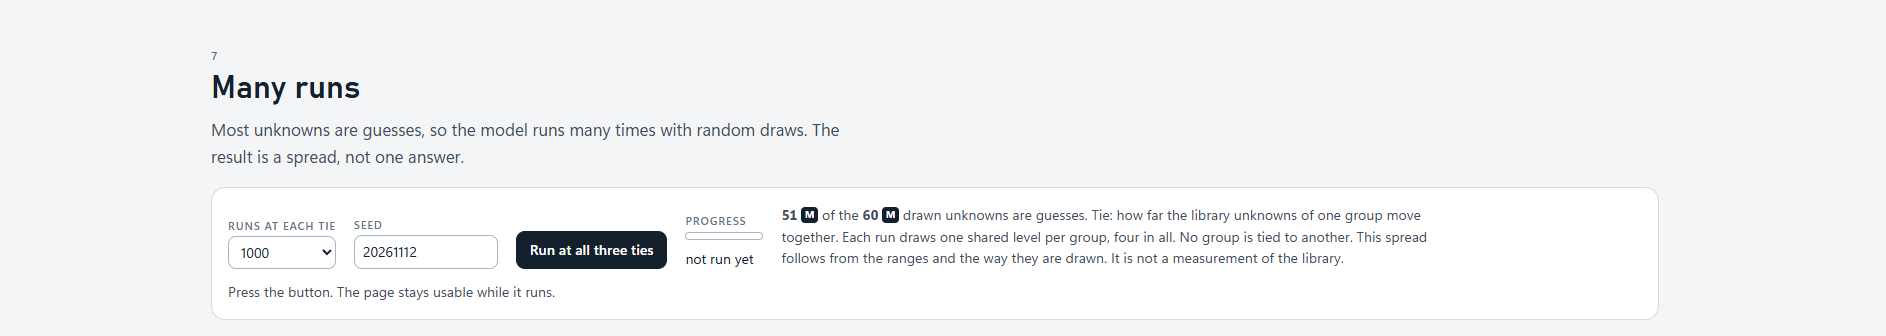 7
Many runs
Most unknowns are guesses, so the model runs many times with random draws. The
result is a spread, not one answer.
RUNS AT EACH TIE
1000
SEED
20261112
Run at all three ties
PROGRESS
not run yet
51 M of the 60 M drawn unknowns are guesses. Tie: how far the library unknowns of one group move
together. Each run draws one shared level per group, four in all. No group is tied to another. This spread
follows from the ranges and the way they are drawn. It is not a measurement of the library.
Press the button. The page stays usable while it runs.